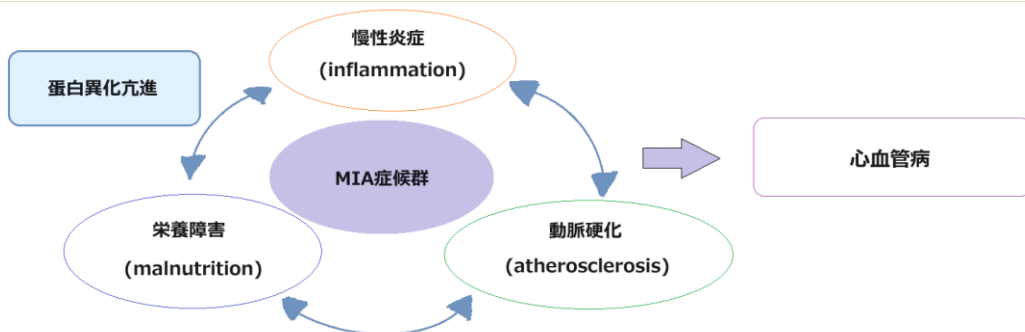 慢性炎症
(inflammation)
蛋白異化亢進
MIA症候群
心血管病
栄養障害
(malnutrition)
動脈硬化
(atherosclerosis)